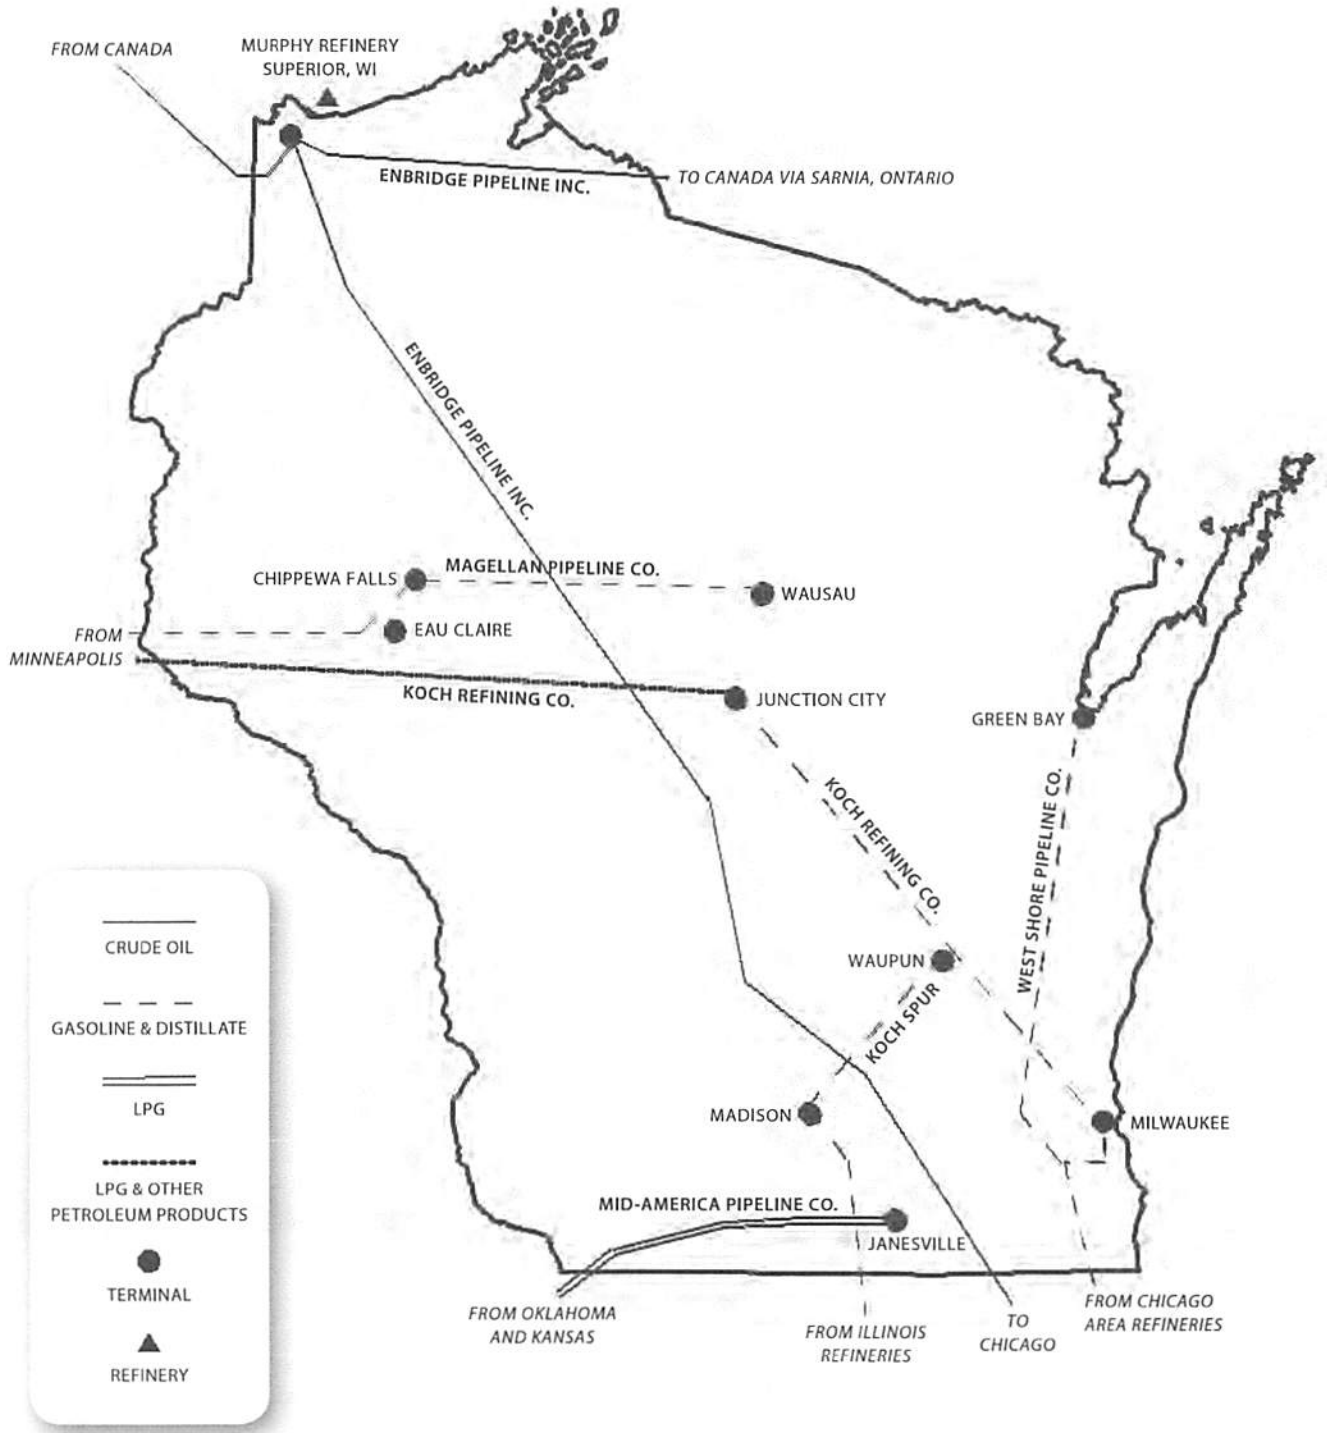 FROM CANADA
MURPHY REFINERY
SUPERIOR, WI
ENBRIDGE PIPELINE INC.
TO CANADA VIA SARNIA, ONTARIO
ENBRIDGE PIPELINE INC.
CHIPPEWA FALLS
MAGELLAN PIPELINE CO.
WAUSAU
EAU CLAIRE
FROM
MINNEAPOLIS
KOCH REFINING CO.
JUNCTION CITY
GREEN BAY
KOCH REFINING CO.
WEST SHORE PIPELINE CO.
WAUPUN
KOCH SPUR
MADISON
MILWAUKEE
MID-AMERICA PIPELINE CO.
JANESVILLE
FROM OKLAHOMA
AND KANSAS
FROM ILLINOIS
REFINERIES
TO
CHICAGO
FROM CHICAGO
AREA REFINERIES
CRUDE OIL
GASOLINE & DISTILLATE
LPG
LPG & OTHER
PETROLEUM PRODUCTS
TERMINAL
REFINERY